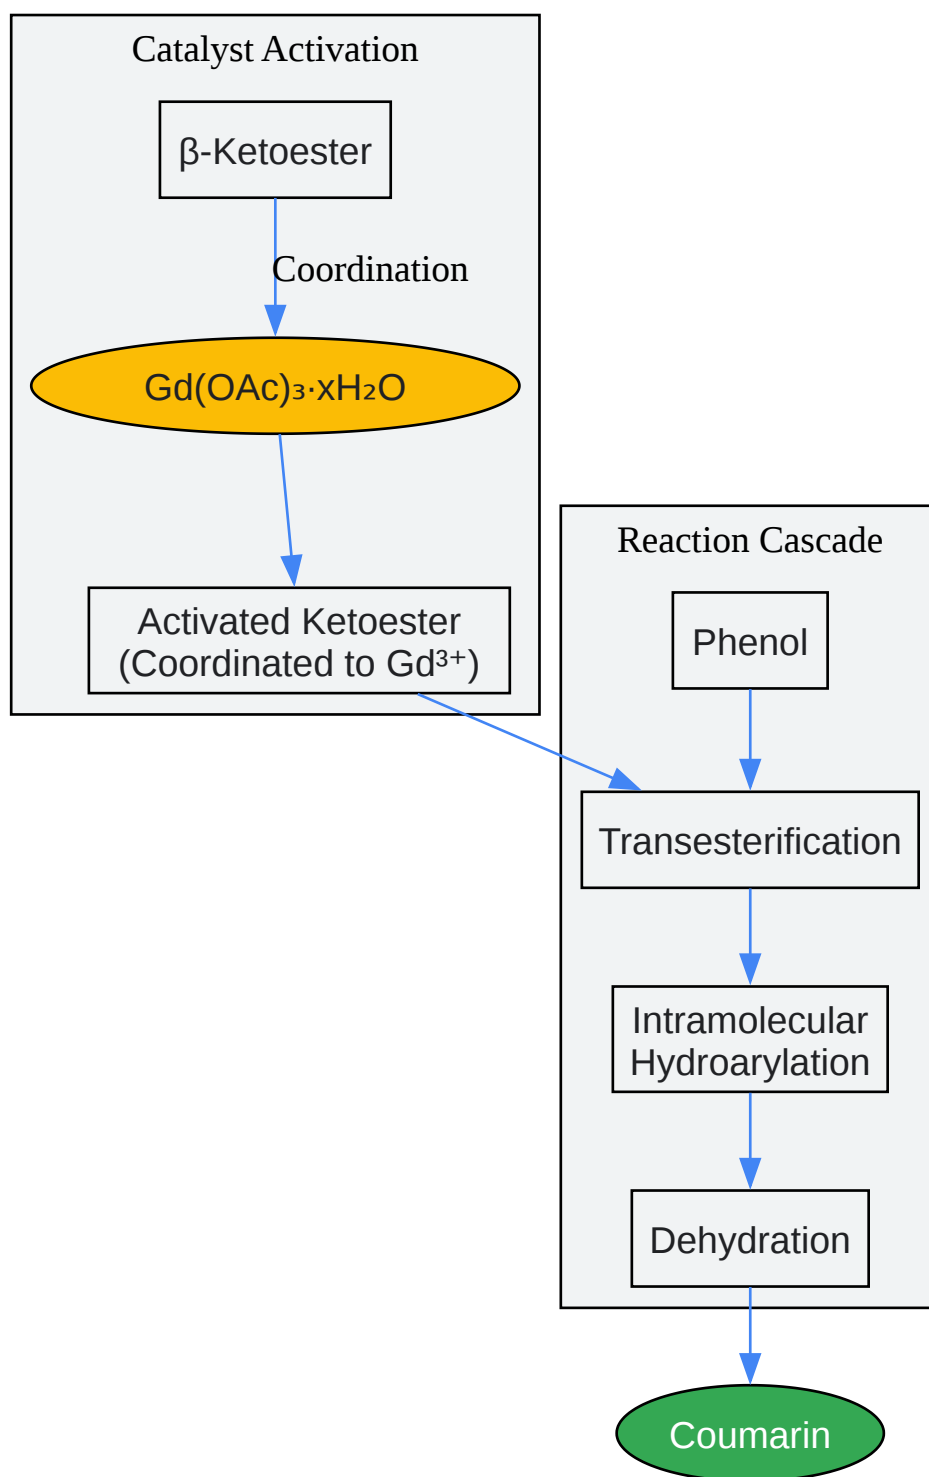 Catalyst Activation
β-Ketoester
Coordination
Gd(OAc)₃·xH₂O
Activated Ketoester
(Coordinated to Gd³⁺)
Reaction Cascade
Phenol
Transesterification
Intramolecular
Hydroarylation
Dehydration
Coumarin